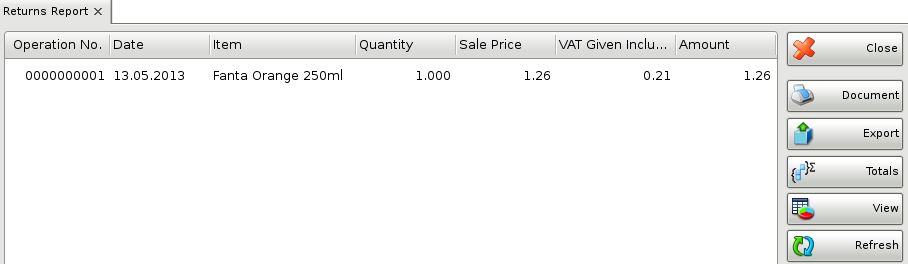 Returns Report ×
Operation No. Date Item Quantity Sale Price VAT Given Inclu... Amount
0000000001 13.05.2013 Fanta Orange 250ml 1.000 1.26 0.21 1.26
Close
Document
Export
Totals
View
Refresh